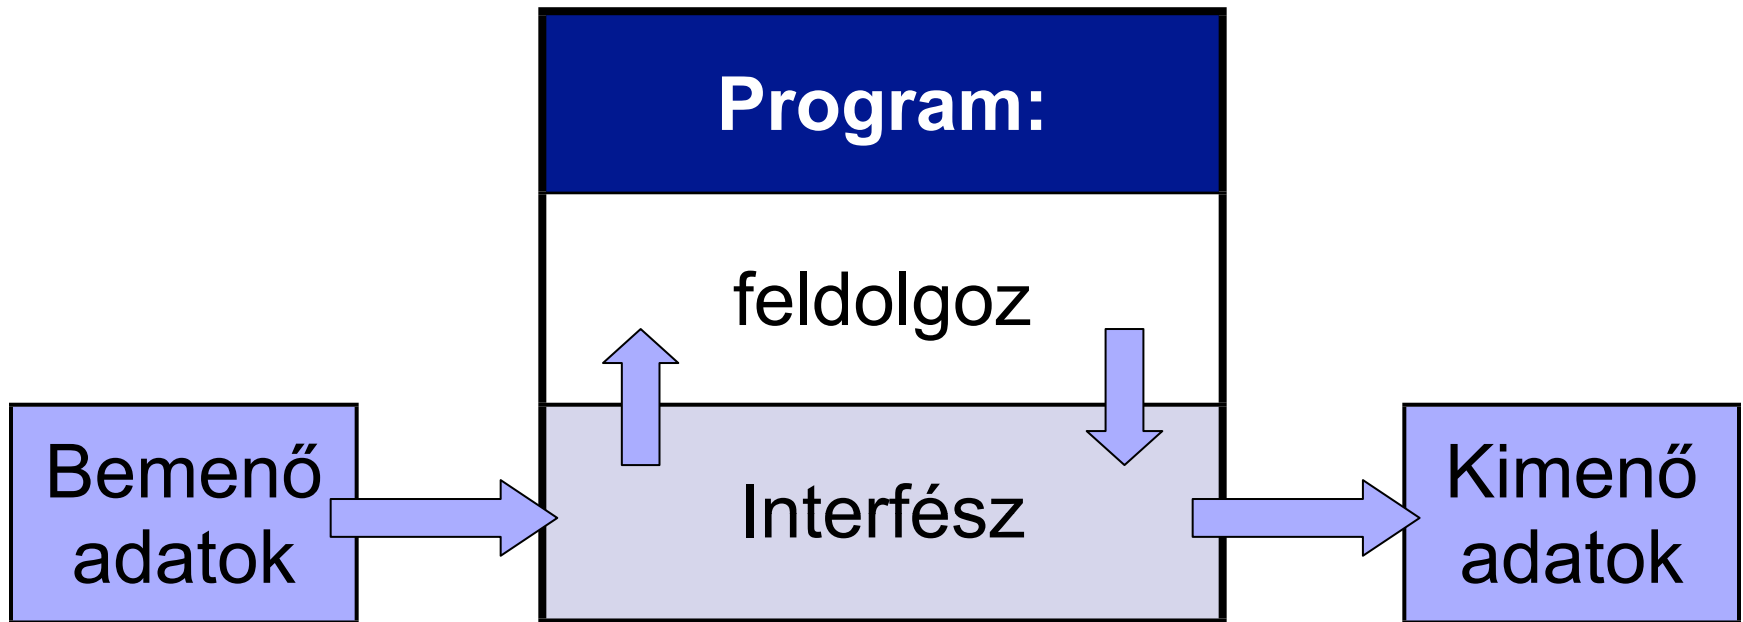 Program:
feldolgoz
Bemenő
adatok
Interfész
Kimenő
adatok